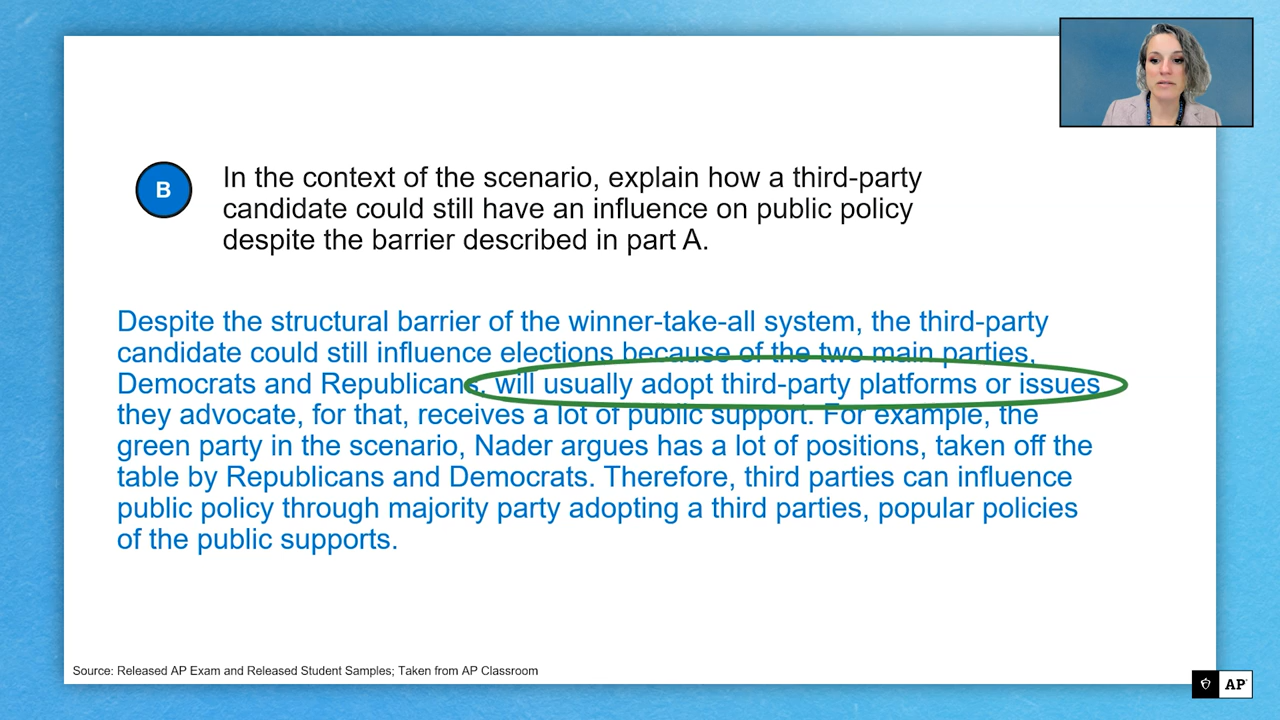 B
In the context of the scenario, explain how a third-party
candidate could still have an influence on public policy
despite the barrier described in part A.
Despite the structural barrier of the winner-take-all system, the third-party
candidate could still influence elections because of the two main parties,
Democrats and Republicans, will usually adopt third-party platforms or issues
they advocate, for that, receives a lot of public support. For example, the
green party in the scenario, Nader argues has a lot of positions, taken off the
table by Republicans and Democrats. Therefore, third parties can influence
public policy through majority party adopting a third parties, popular policies
of the public supports.
Source: Released AP Exam and Released Student Samples; Taken from AP Classroom
AP